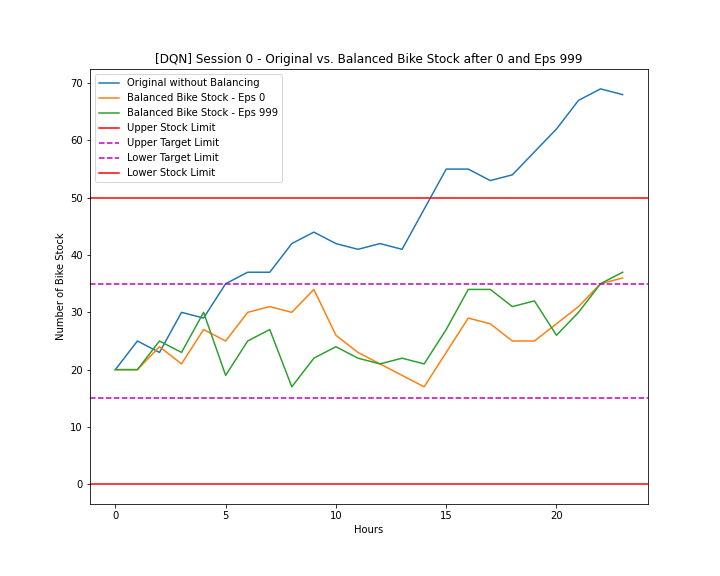 [DQN] Session 0 - Original vs. Balanced Bike Stock after 0 and Eps 999
Original without Balancing
Balanced Bike Stock - Eps 0
Balanced Bike Stock - Eps 999
Upper Stock Limit
Upper Target Limit
Lower Target Limit
Lower Stock Limit
Number of Bike Stock
70
60
50
40
30
20
10
0
0 5 10 15 20
Hours